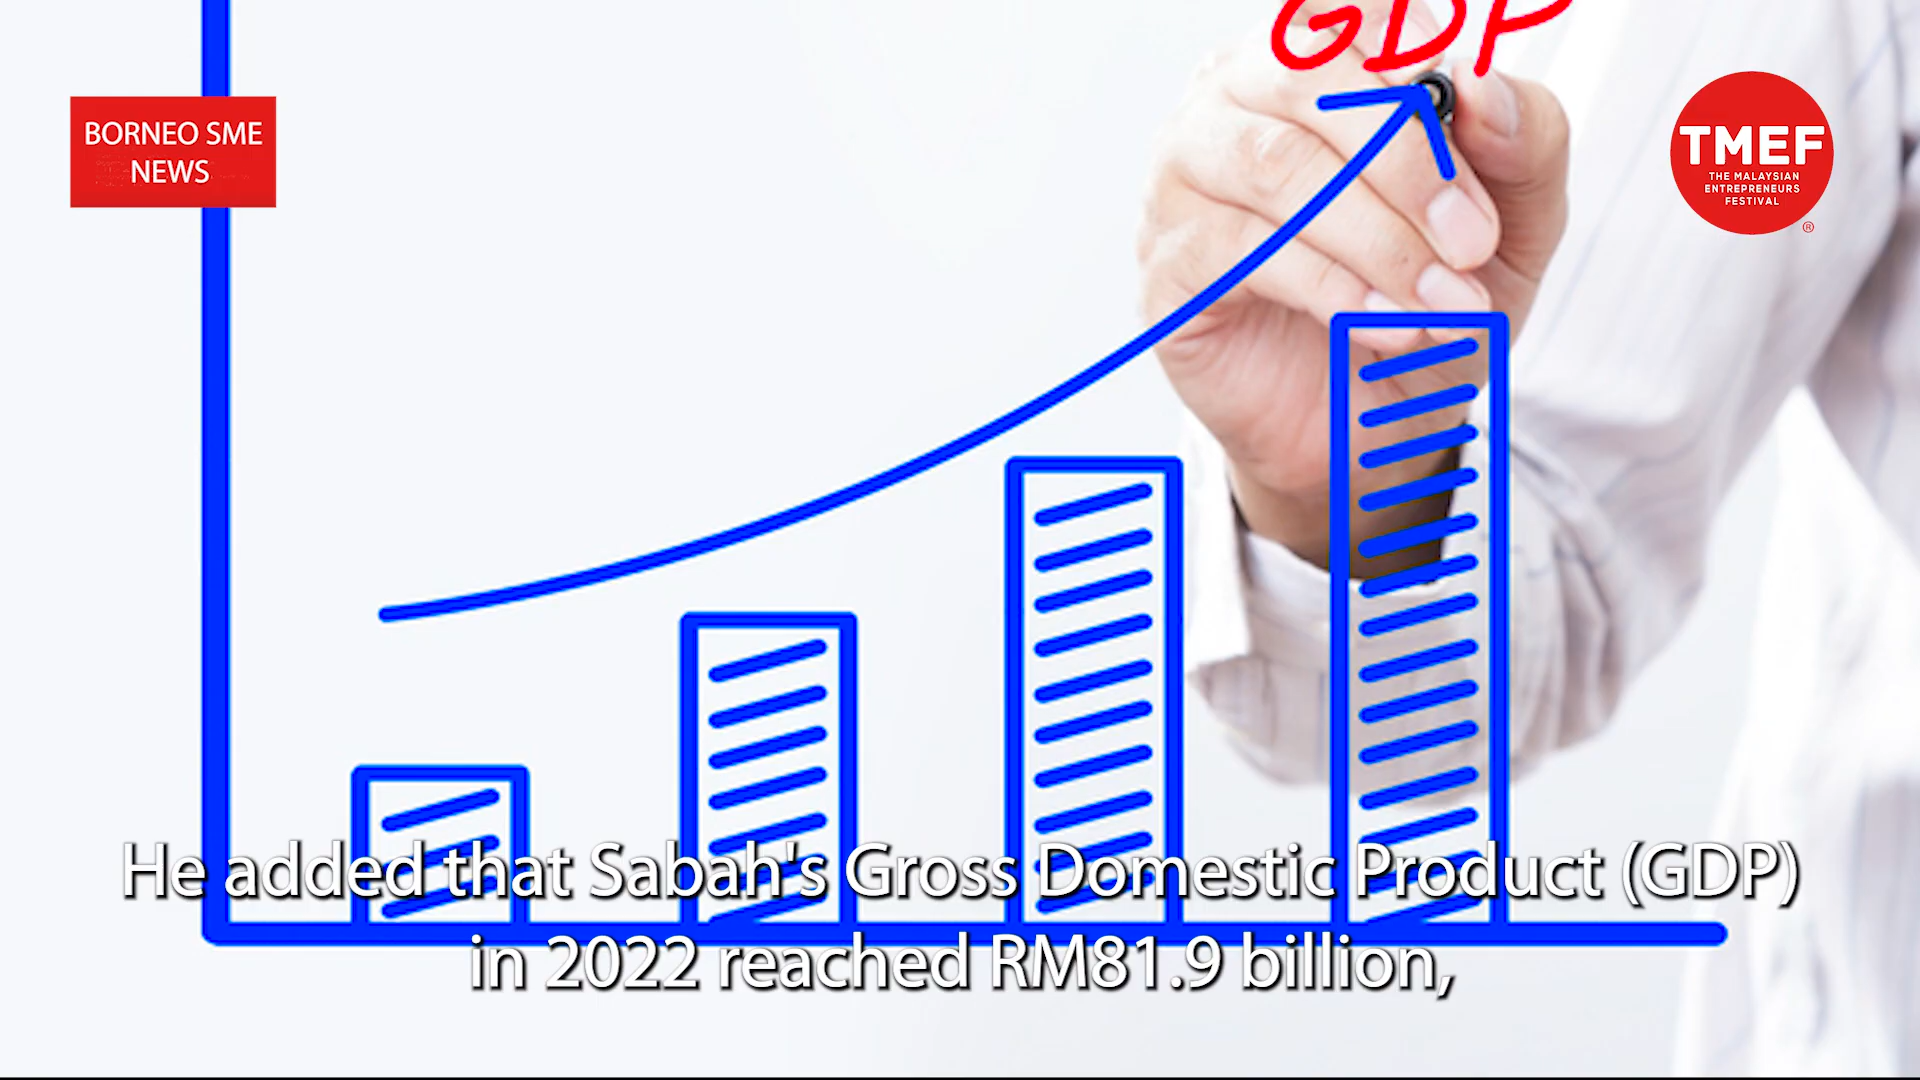 GDP
BORNEO SME
NEWS
TMEF
THE MALAYSIAN
ENTREPRENEURS
FESTIVAL
®
He added that Sabah's Gross Domestic Product (GDP)
in 2022 reached RM81.9 billion,